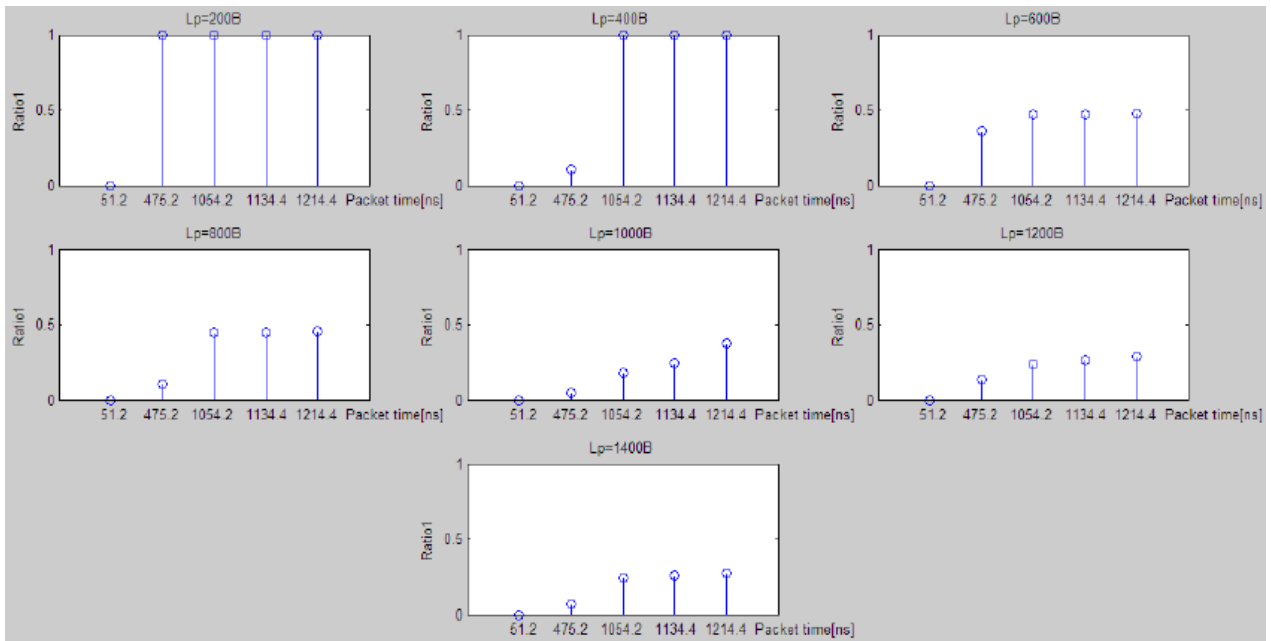 Lp=200B
Lp=400B
Lp=600B
1
0.5
0
Ratio1
51.2 475.2 1054.2 1134.4 1214.4 Packet time[ns]
1
0.5
0
Ratio1
51.2 475.2 1054.2 1134.4 1214.4 Packet time[ns]
1
0.5
0
Ratio1
51.2 475.2 1054.2 1134.4 1214.4 Packet time[ns]
Lp=800B
Lp=1000B
Lp=1200B
1
0.5
0
Ratio1
51.2 475.2 1054.2 1134.4 1214.4 Packet time[ns]
1
0.5
0
Ratio1
51.2 475.2 1054.2 1134.4 1214.4 Packet time[ns]
1
0.5
0
Ratio1
51.2 475.2 1054.2 1134.4 1214.4 Packet time[ns]
Lp=1400B
1
0.5
0
Ratio1
51.2 475.2 1054.2 1134.4 1214.4 Packet time[ns]